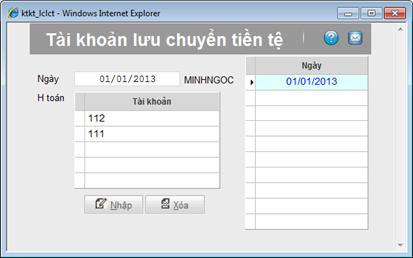 ktkt_lclct - Windows Internet Explorer
Tài khoản lưu chuyển tiền tệ
Ngày 01/01/2013 MINHNGOC
H toán
Tài khoản
112
111
Nhập Xóa
Ngày
01/01/2013